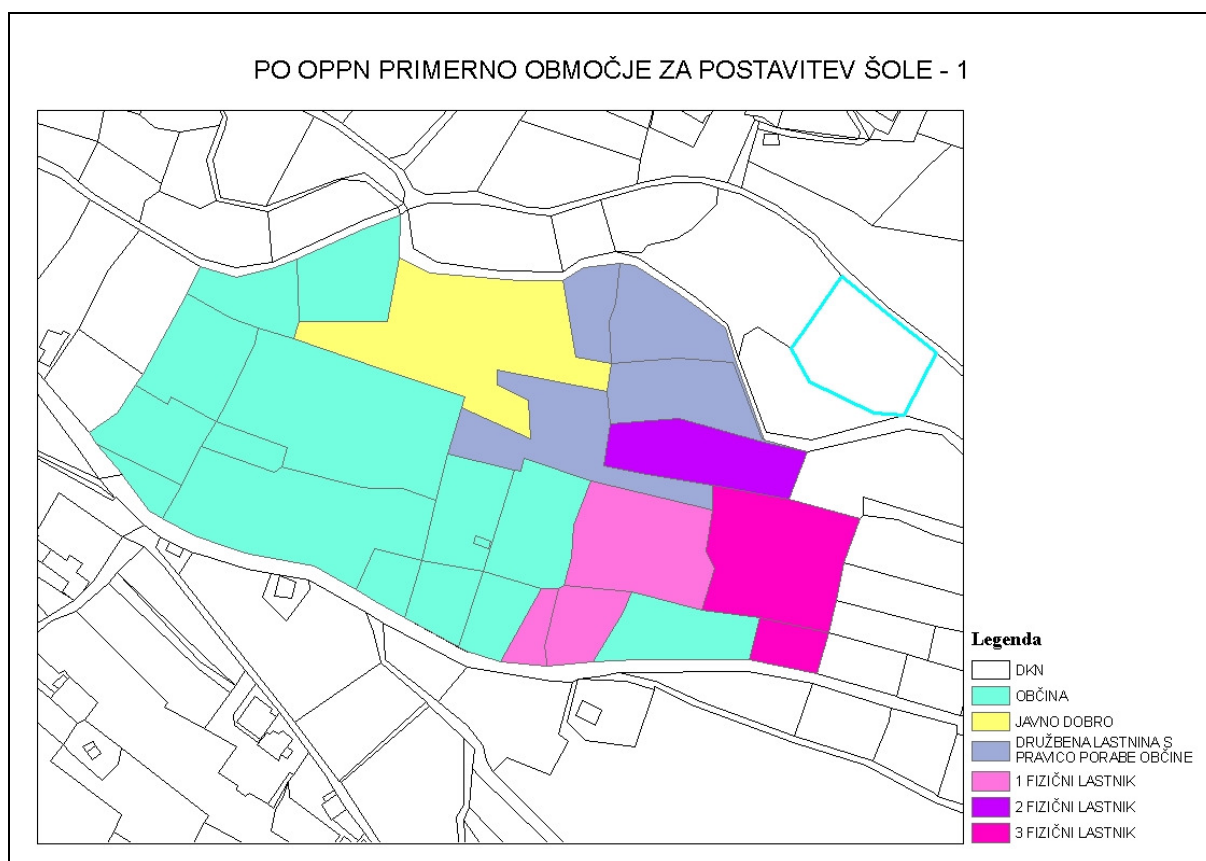 PO OPPN PRIMERNO OBMOČJE ZA POSTAVITEV ŠOLE - 1
Legenda
DKN
OBČINA
JAVNO DOBRO
DRUŽBENA LASTNINA S
PRAVICO PORABE OBČINE
1 FIZIČNI LASTNIK
2 FIZIČNI LASTNIK
3 FIZIČNI LASTNIK